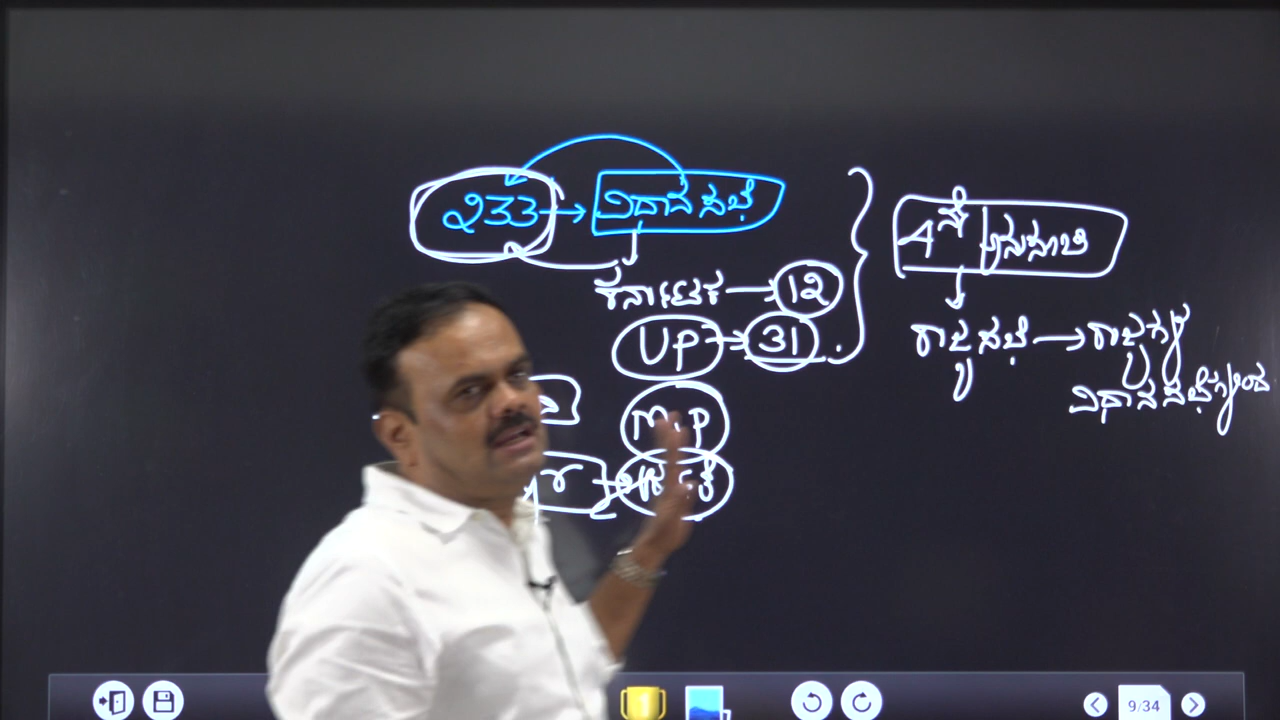 233 → ವಿಧಾನ ಸಭೆ
4ನೇ ಅನುಸೂಚಿ
ಕರ್ನಾಟಕ → 12
UP → 31
ರಾಜ್ಯಸಭೆ → ರಾಜ್ಯಗಳ
ವಿಧಾನ ಸಭೆಗಳಿಂದ
M.P
9/34